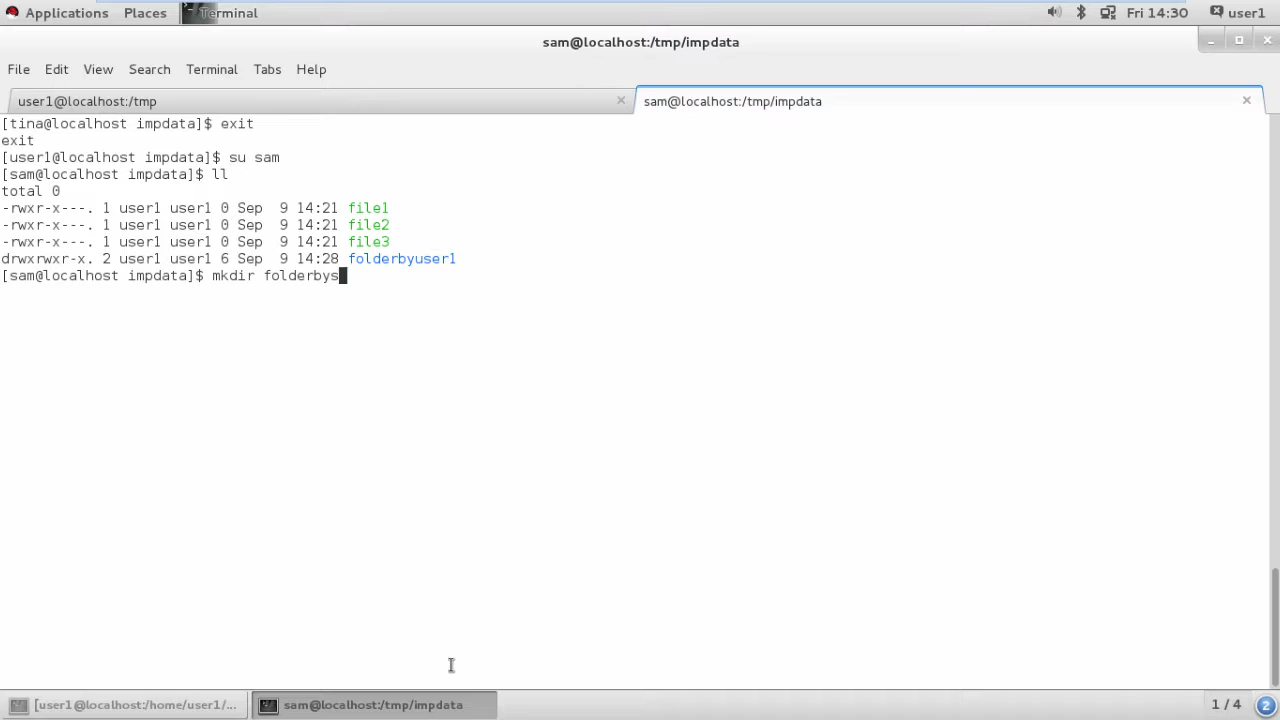 Applications Places Terminal Fri 14:30 user1
sam@localhost:/tmp/impdata
File Edit View Search Terminal Tabs Help
user1@localhost:/tmp sam@localhost:/tmp/impdata
[tina@localhost impdata]$ exit
exit
[user1@localhost impdata]$ su sam
[sam@localhost impdata]$ ll
total 0
-rwxr-x---. 1 user1 user1 0 Sep  9 14:21 file1
-rwxr-x---. 1 user1 user1 0 Sep  9 14:21 file2
-rwxr-x---. 1 user1 user1 0 Sep  9 14:21 file3
drwxrwxr-x. 2 user1 user1 6 Sep  9 14:28 folderbyuser1
[sam@localhost impdata]$ mkdir folderbys
[user1@localhost:/home/user1/... sam@localhost:/tmp/impdata 1 / 4 2